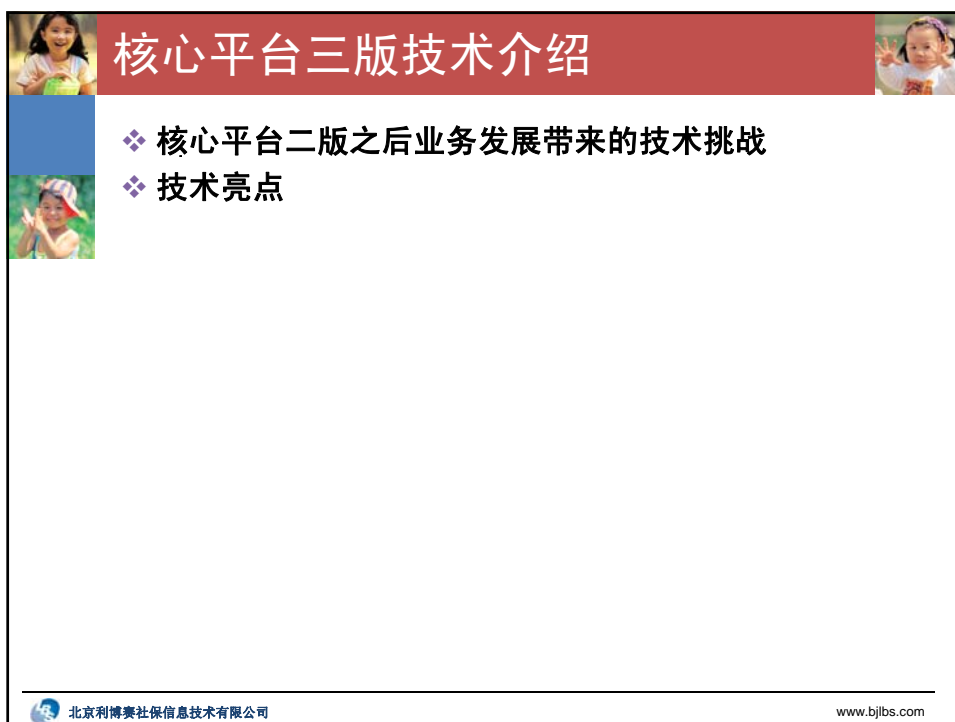 核心平台三版技术介绍
❖ 核心平台二版之后业务发展带来的技术挑战
❖ 技术亮点
LBS 北京利博赛社保信息技术有限公司
www.bjlbs.com